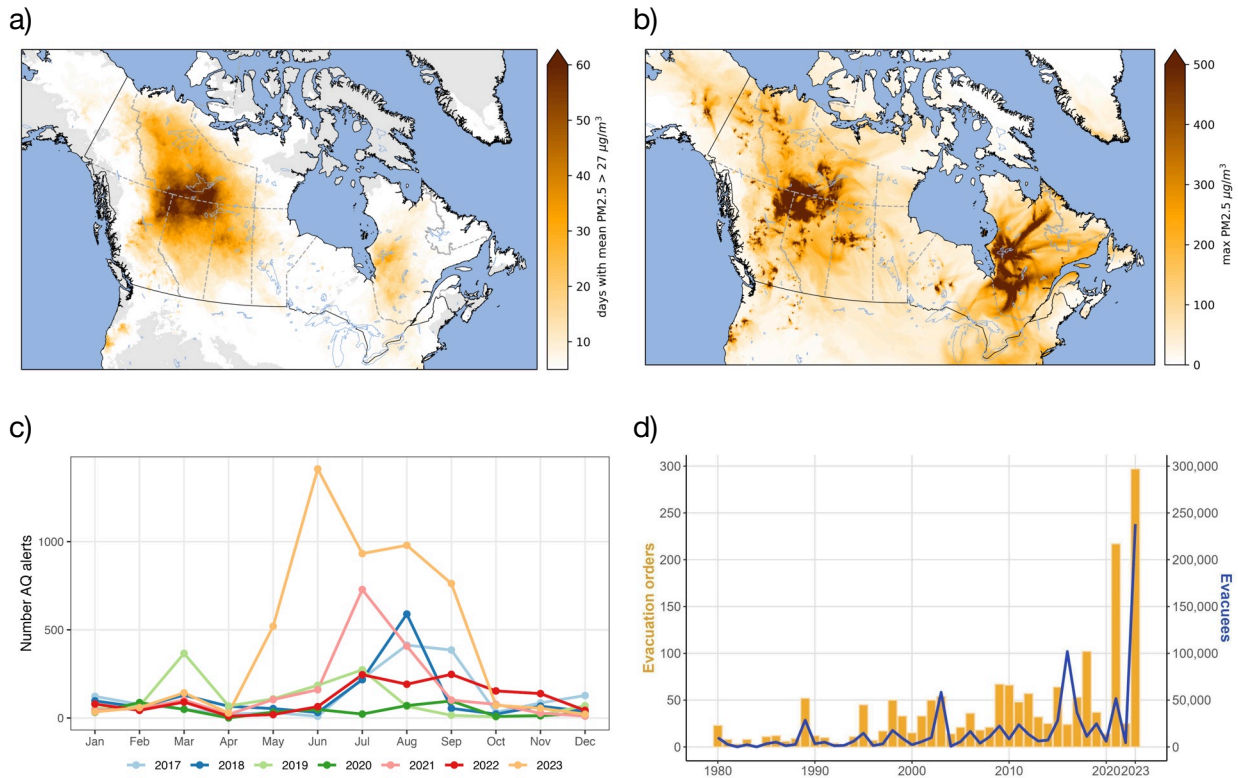 a)
60
50
40
30
20
10
days with mean PM2.5 > 27 µg/m³
b)
500
400
300
200
100
0
max PM2.5 µg/m³
c)
1000
500
0
Number AQ alerts
Jan Feb Mar Apr May Jun Jul Aug Sep Oct Nov Dec
2017 2018 2019 2020 2021 2022 2023
d)
300
250
200
150
100
50
0
Evacuation orders
300,000
250,000
200,000
150,000
100,000
50,000
0
Evacuees
1980 1990 2000 2010 2020 2023